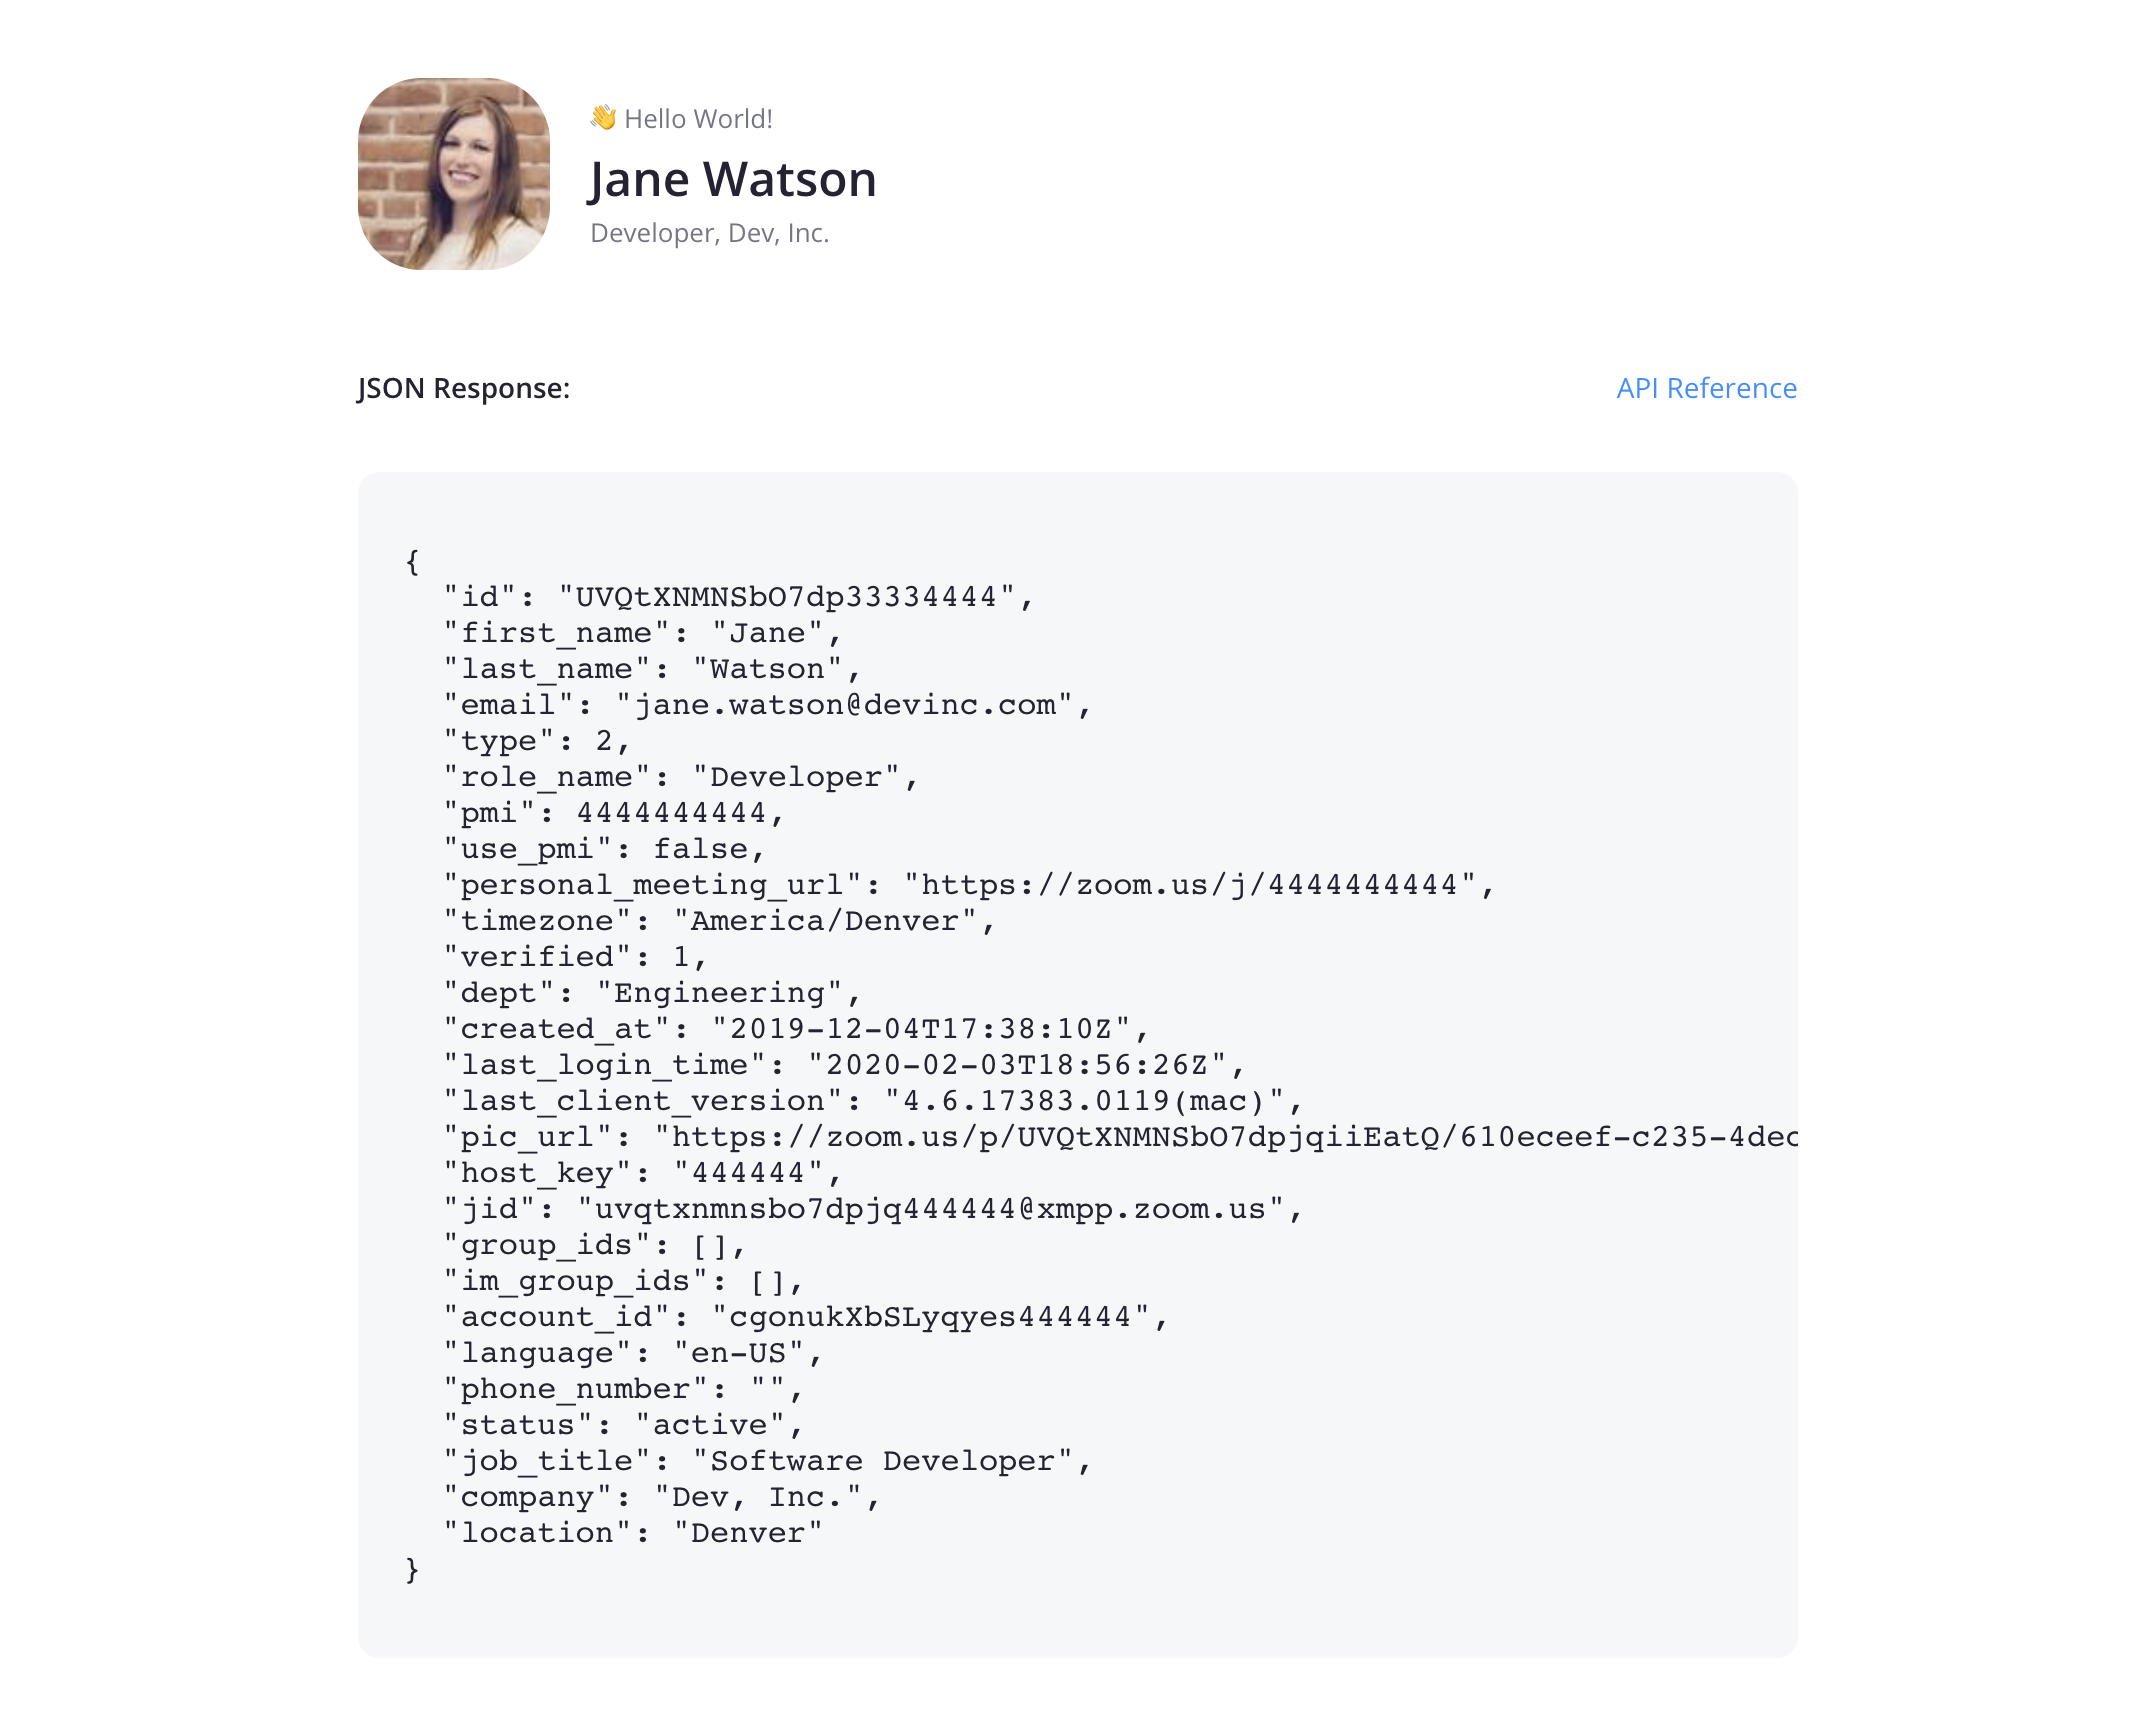 👋 Hello World!
Jane Watson
Developer, Dev, Inc.
JSON Response:
API Reference
{
  "id": "UVQtXNMNSbO7dp33334444",
  "first_name": "Jane",
  "last_name": "Watson",
  "email": "jane.watson@devinc.com",
  "type": 2,
  "role_name": "Developer",
  "pmi": 4444444444,
  "use_pmi": false,
  "personal_meeting_url": "https://zoom.us/j/4444444444",
  "timezone": "America/Denver",
  "verified": 1,
  "dept": "Engineering",
  "created_at": "2019-12-04T17:38:10Z",
  "last_login_time": "2020-02-03T18:56:26Z",
  "last_client_version": "4.6.17383.0119(mac)",
  "pic_url": "https://zoom.us/p/UVQtXNMNSbO7dpjqiiEatQ/610eceef-c235-4dec
  "host_key": "444444",
  "jid": "uvqtxnmnsbo7dpjq444444@xmpp.zoom.us",
  "group_ids": [],
  "im_group_ids": [],
  "account_id": "cgonukXbSLyqyes444444",
  "language": "en-US",
  "phone_number": "",
  "status": "active",
  "job_title": "Software Developer",
  "company": "Dev, Inc.",
  "location": "Denver"
}